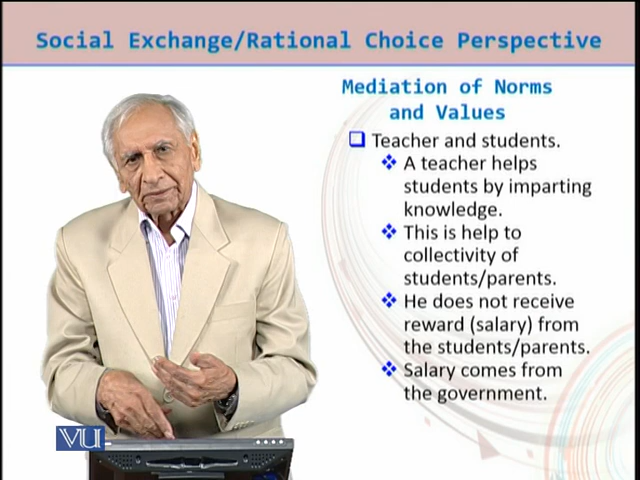 Social Exchange/Rational Choice Perspective
Mediation of Norms
and Values
Teacher and students.
A teacher helps
students by imparting
knowledge.
This is help to
collectivity of
students/parents.
He does not receive
reward (salary) from
the students/parents.
Salary comes from
the government.
VU